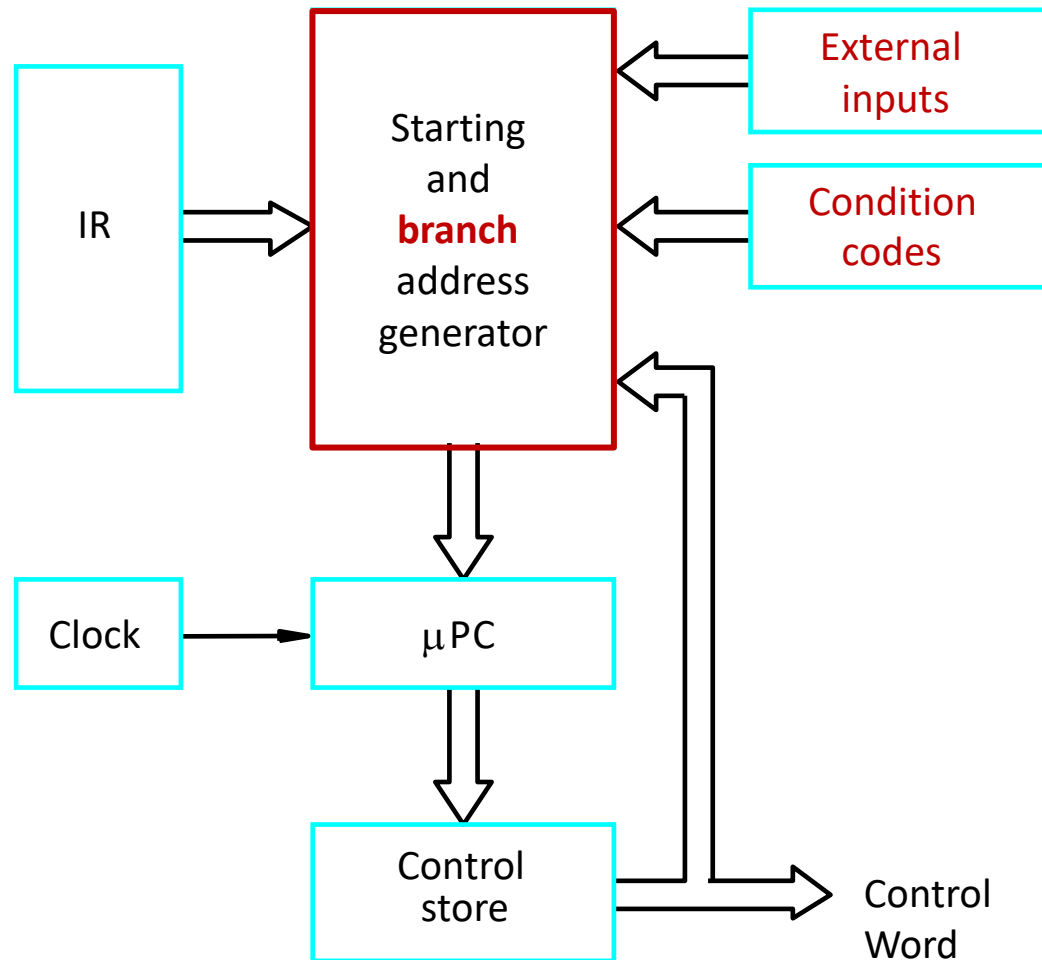 External
inputs
Starting
and
branch
address
generator
IR
Condition
codes
Clock
μPC
Control
store
Control
Word